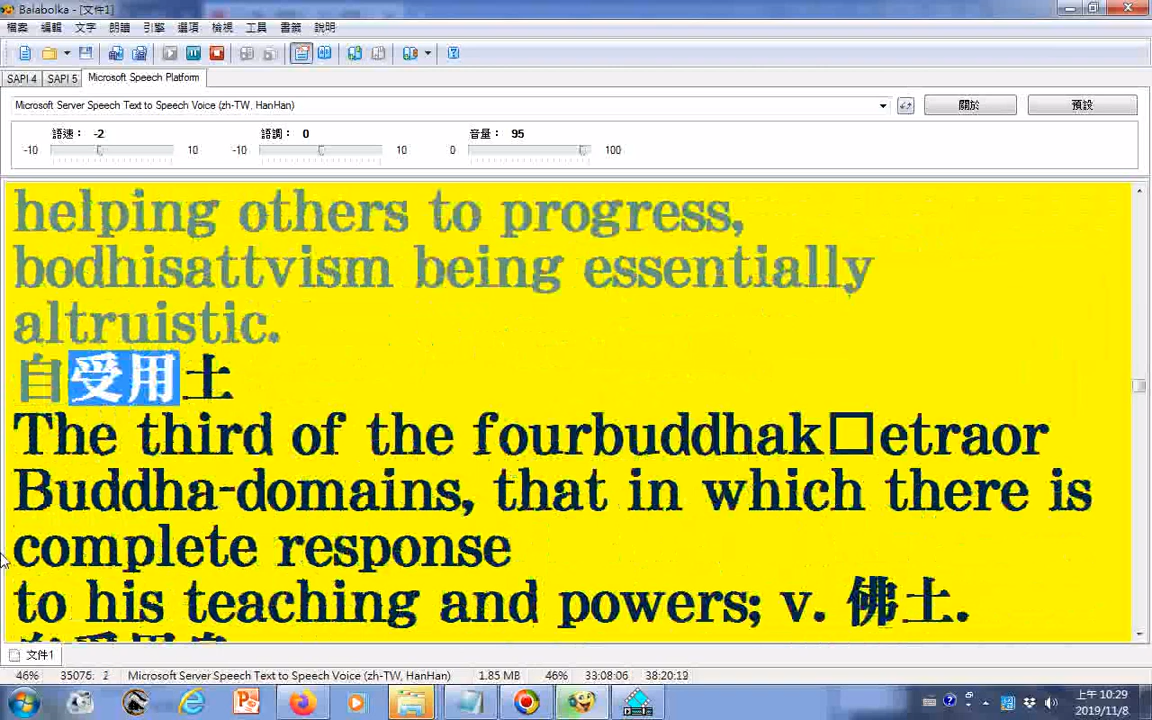 Balabolka - [文件1]
檔案 編輯 文字 朗讀 引擎 選項 檢視 工具 書籤 說明
SAPI 4 SAPI 5 Microsoft Speech Platform
Microsoft Server Speech Text to Speech Voice (zh-TW, HanHan) 關於 預設
語速： -2 語調： 0 音量： 95
-10 10 -10 10 0 100
helping others to progress,
bodhisattvism being essentially
altruistic.
自受用土
The third of the fourbuddhak□etraor
Buddha-domains, that in which there is
complete response
to his teaching and powers; v. 佛土.
文件1
46% 35075: 2 Microsoft Server Speech Text to Speech Voice (zh-TW, HanHan) 1.85 MB 46% 33:08:06 38:20:19
上午 10:29
2019/11/8